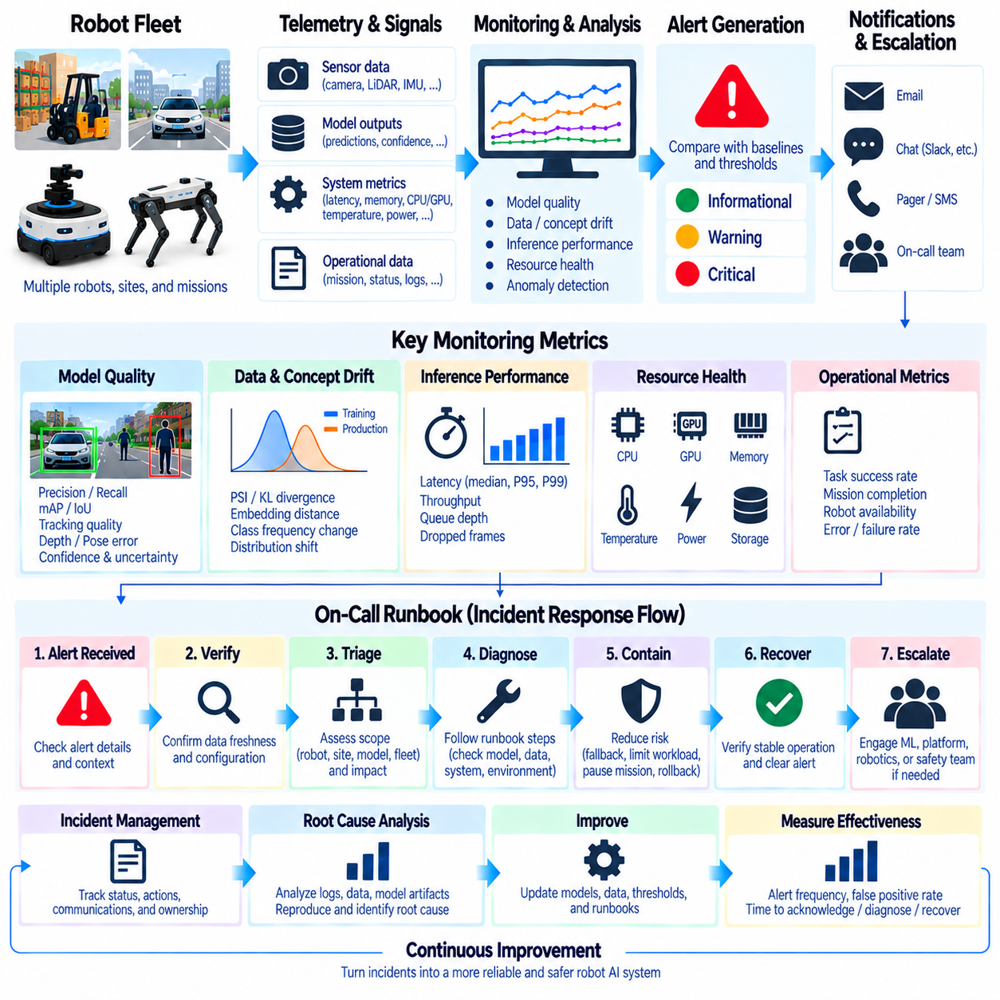 Robot Fleet
Multiple robots, sites, and missions
Telemetry & Signals
Sensor data
(camera, LiDAR, IMU, ...)
Model outputs
(predictions, confidence, ...)
System metrics
(latency, memory, CPU/GPU,
temperature, power, ...)
Operational data
(mission, status, logs, ...)
Monitoring & Analysis
Model quality
Data / concept drift
Inference performance
Resource health
Anomaly detection
Alert Generation
Compare with baselines
and thresholds
Informational
Warning
Critical
Notifications
& Escalation
Email
Chat (Slack, etc.)
Pager / SMS
On-call team
Key Monitoring Metrics
Model Quality
Precision / Recall
mAP / IoU
Tracking quality
Depth / Pose error
Confidence & uncertainty
Data & Concept Drift
Training
Production
PSI / KL divergence
Embedding distance
Class frequency change
Distribution shift
Inference Performance
Latency (median, P95, P99)
Throughput
Queue depth
Dropped frames
Resource Health
CPU
GPU
GPU
Memory
Temperature
Power
Storage
Operational Metrics
Task success rate
Mission completion
Robot availability
Error / failure rate
On-Call Runbook (Incident Response Flow)
1. Alert Received
Check alert details
and context
2. Verify
Confirm data freshness
and configuration
3. Triage
Assess scope
(robot, site, model, fleet)
and impact
4. Diagnose
Follow runbook steps
(check model, data,
system, environment)
5. Contain
Reduce risk
(fallback, limit workload,
pause mission, rollback)
6. Recover
Verify stable operation
and clear alert
7. Escalate
Engage ML, platform,
robotics, or safety team
if needed
Incident Management
Track status, actions,
communications, and ownership
Root Cause Analysis
Analyze logs, data, model artifacts
Reproduce and identify root cause
Improve
Update models, data, thresholds,
and runbooks
Measure Effectiveness
Alert frequency, false positive rate
Time to acknowledge / diagnose / recover
Continuous Improvement
Turn incidents into a more reliable and safer robot AI system